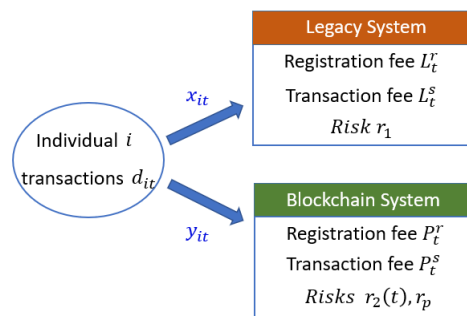 Legacy System
Registration fee $L_t^r$
Transaction fee $L_t^s$
Risk $r_1$
$x_{it}$
Individual $i$
transactions $d_{it}$
$y_{it}$
Blockchain System
Registration fee $P_t^r$
Transaction fee $P_t^s$
Risks $r_2(t), r_p$